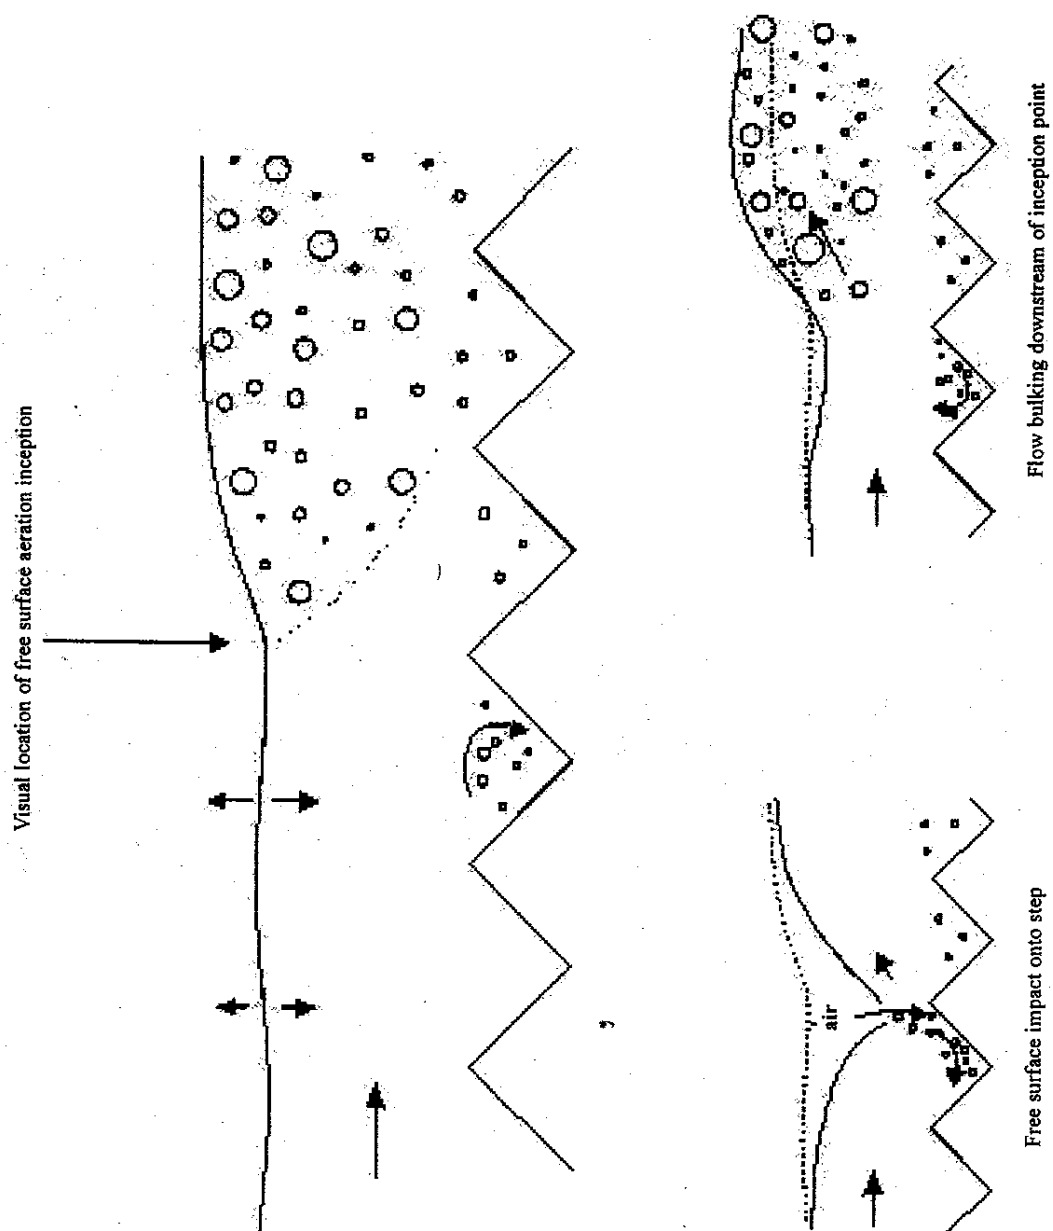 Visual location of free surface aeration inception
air
Free surface impact onto step
Flow bulking downstream of inception point